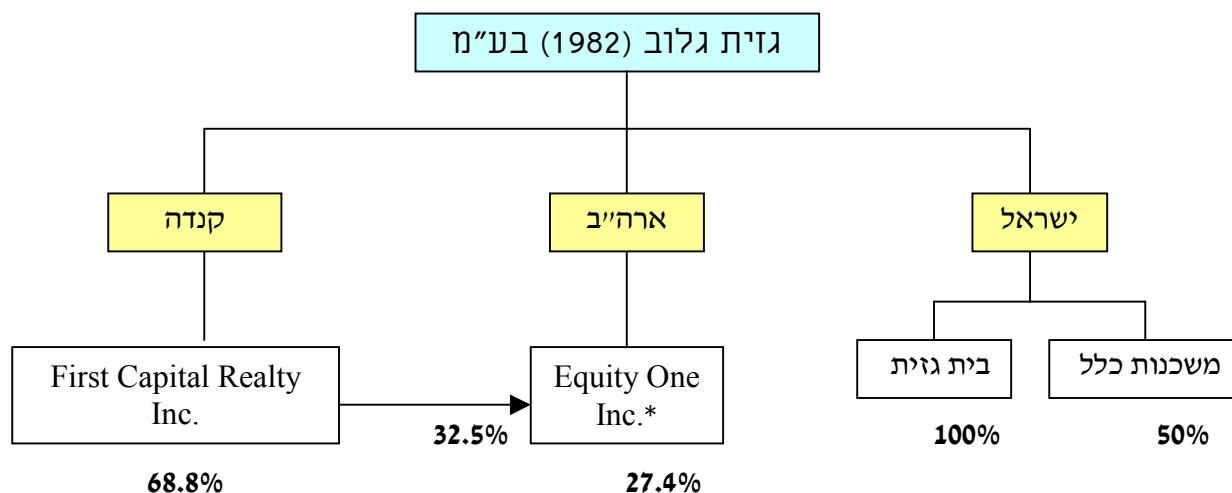 גזית גלוב (1982) בע"מ
ישראל
ארה"ב
קנדה
משכנות כלל
בית גזית
Equity One
Inc.*
First Capital Realty
Inc.
50%
100%
32.5%
27.4%
68.8%